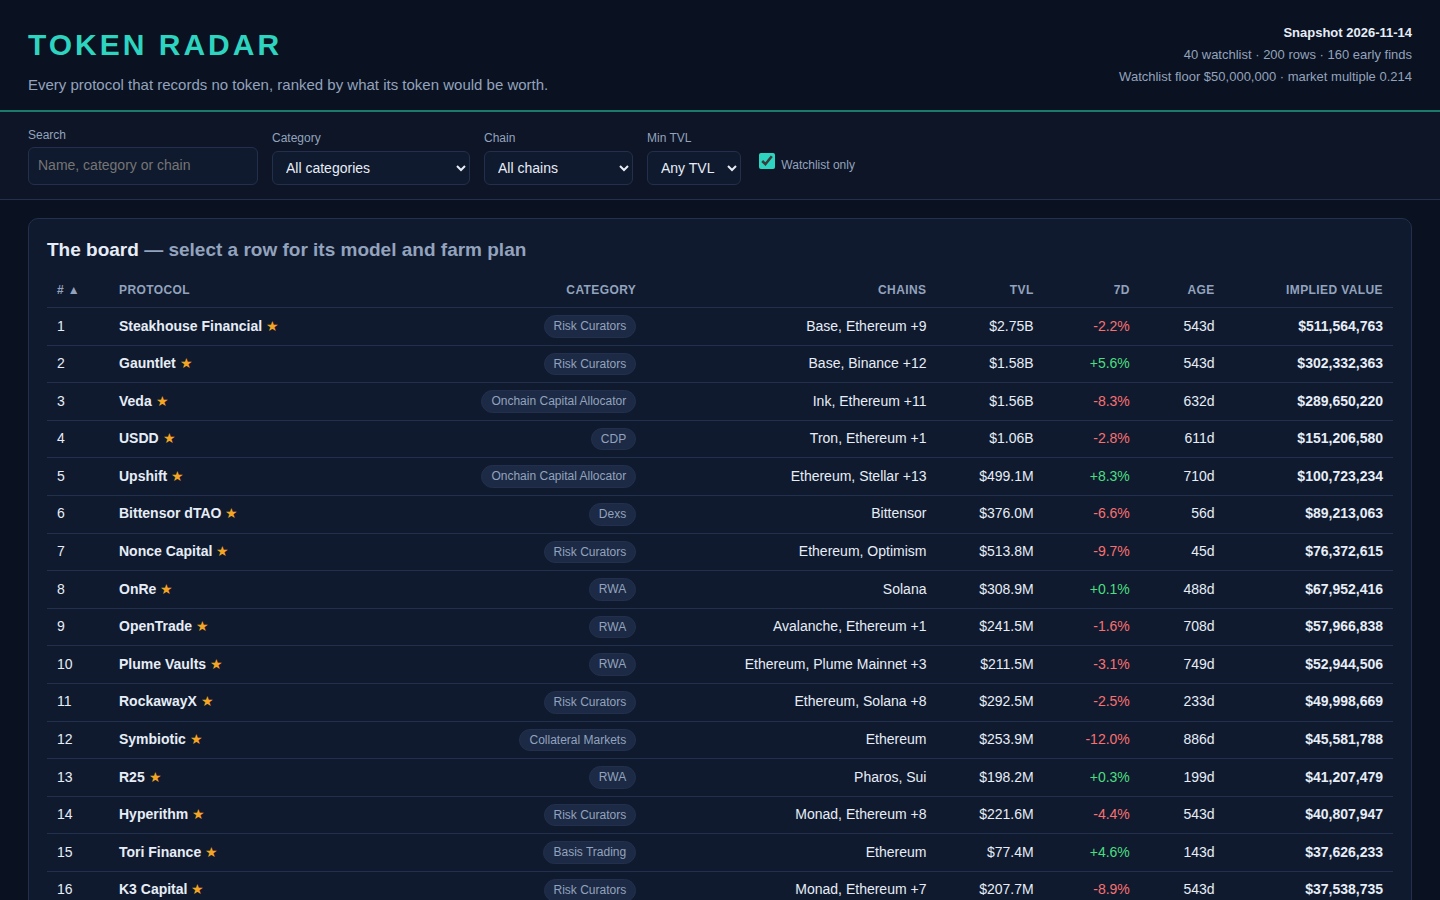 TOKEN RADAR
Every protocol that records no token, ranked by what its token would be worth.
Snapshot 2026-11-14
40 watchlist · 200 rows · 160 early finds
Watchlist floor $50,000,000 · market multiple 0.214
Search
Name, category or chain
Category
All categories
Chain
All chains
Min TVL
Any TVL
Watchlist only
The board — select a row for its model and farm plan
# ▲ PROTOCOL CATEGORY CHAINS TVL 7D AGE IMPLIED VALUE
1 Steakhouse Financial ★ Risk Curators Base, Ethereum +9 $2.75B -2.2% 543d $511,564,763
2 Gauntlet ★ Risk Curators Base, Binance +12 $1.58B +5.6% 543d $302,332,363
3 Veda ★ Onchain Capital Allocator Ink, Ethereum +11 $1.56B -8.3% 632d $289,650,220
4 USDD ★ CDP Tron, Ethereum +1 $1.06B -2.8% 611d $151,206,580
5 Upshift ★ Onchain Capital Allocator Ethereum, Stellar +13 $499.1M +8.3% 710d $100,723,234
6 Bittensor dTAO ★ Dexs Bittensor $376.0M -6.6% 56d $89,213,063
7 Nonce Capital ★ Risk Curators Ethereum, Optimism $513.8M -9.7% 45d $76,372,615
8 OnRe ★ RWA Solana $308.9M +0.1% 488d $67,952,416
9 OpenTrade ★ RWA Avalanche, Ethereum +1 $241.5M -1.6% 708d $57,966,838
10 Plume Vaults ★ RWA Ethereum, Plume Mainnet +3 $211.5M -3.1% 749d $52,944,506
11 RockawayX ★ Risk Curators Ethereum, Solana +8 $292.5M -2.5% 233d $49,998,669
12 Symbiotic ★ Collateral Markets Ethereum $253.9M -12.0% 886d $45,581,788
13 R25 ★ RWA Pharos, Sui $198.2M +0.3% 199d $41,207,479
14 Hyperithm ★ Risk Curators Monad, Ethereum +8 $221.6M -4.4% 543d $40,807,947
15 Tori Finance ★ Basis Trading Ethereum $77.4M +4.6% 143d $37,626,233
16 K3 Capital ★ Risk Curators Monad, Ethereum +7 $207.7M -8.9% 543d $37,538,735